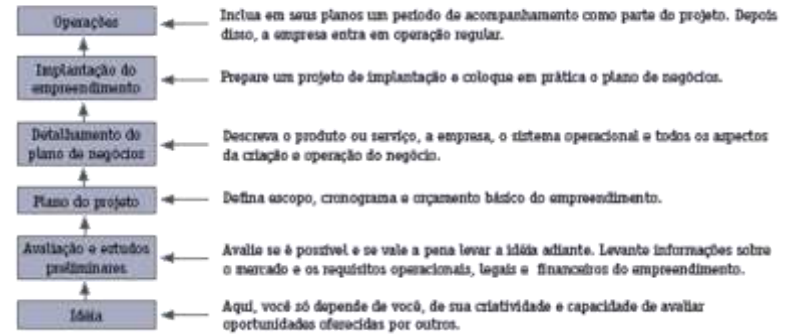 Operações
Inclua em seus planos um período de acompanhamento como parte do projeto. Depois
disso, a empresa entra em operação regular.
Implantação do
empreendimento
Prepare um projeto de implantação e coloque em prática o plano de negócios.
Detalhamento do
plano de negócios
Descreva o produto ou serviço, a empresa, o sistema operacional e todos os aspectos
da criação e operação do negócio.
Plano do projeto
Defina escopo, cronograma e orçamento básico do empreendimento.
Avaliação e estudos
preliminares
Avalie se é possível e se vale a pena levar a idéia adiante. Levante informações sobre
o mercado e os requisitos operacionais, legais e financeiros do empreendimento.
Idéia
Aqui, você só depende de você, de sua criatividade e capacidade de avaliar
oportunidades oferecidas por outros.